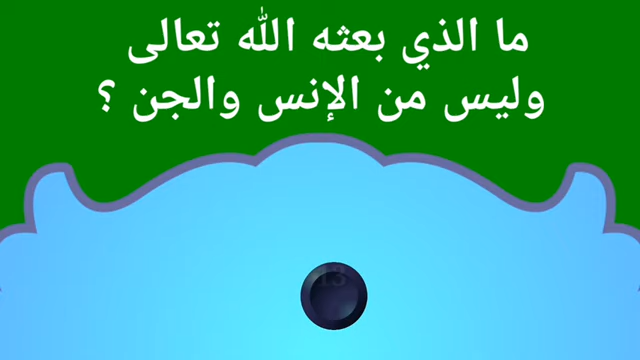 ما الذي بعثه الله تعالى
وليس من الإنس والجن ؟